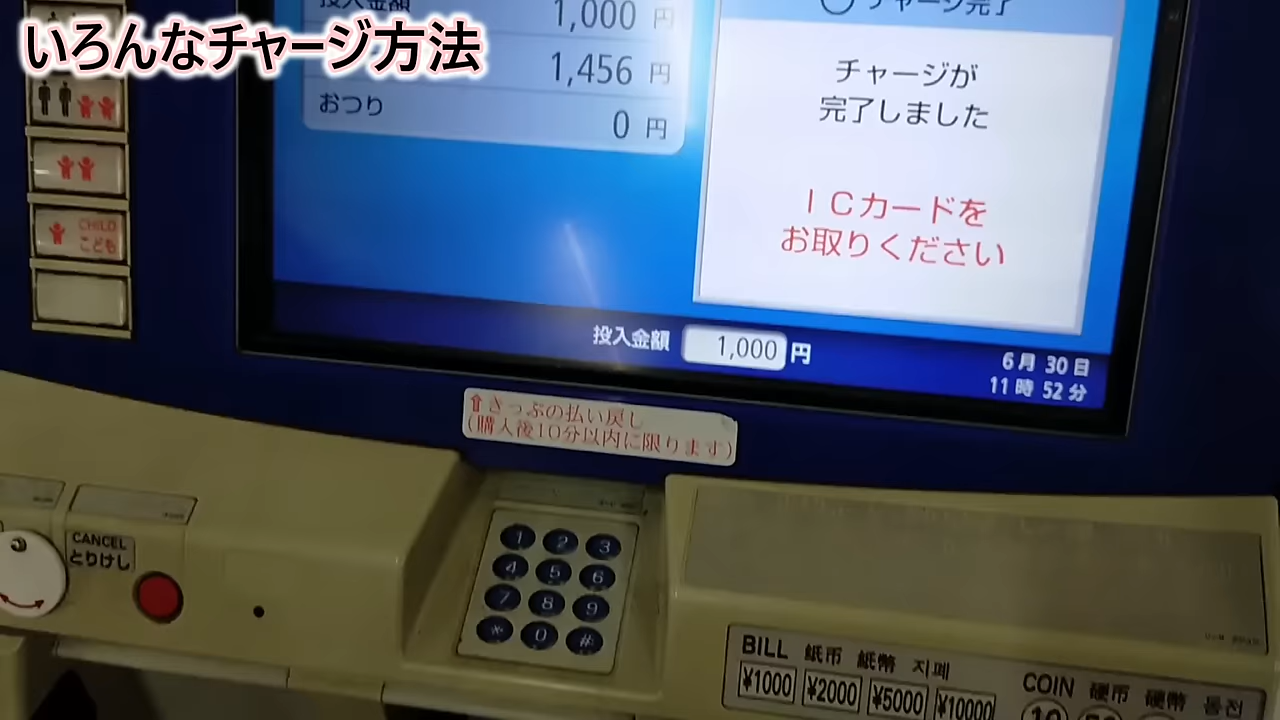 いろんなチャージ方法
投入金額
1,000 円
1,456 円
おつり
0 円
チャージ完了
チャージが
完了しました
ICカードを
お取りください
投入金額 1,000 円
6月 30日
11時 52分
CHILD
こども
⇧きっぷの払い戻し
(購入後10分以内に限ります)
CANCEL
とりけし
1 2 3
4 5 6
7 8 9
* 0 #
BILL 紙币 紙幣 지폐
¥1000 ¥2000 ¥5000 ¥10000
COIN 硬币 硬幣 동전
10